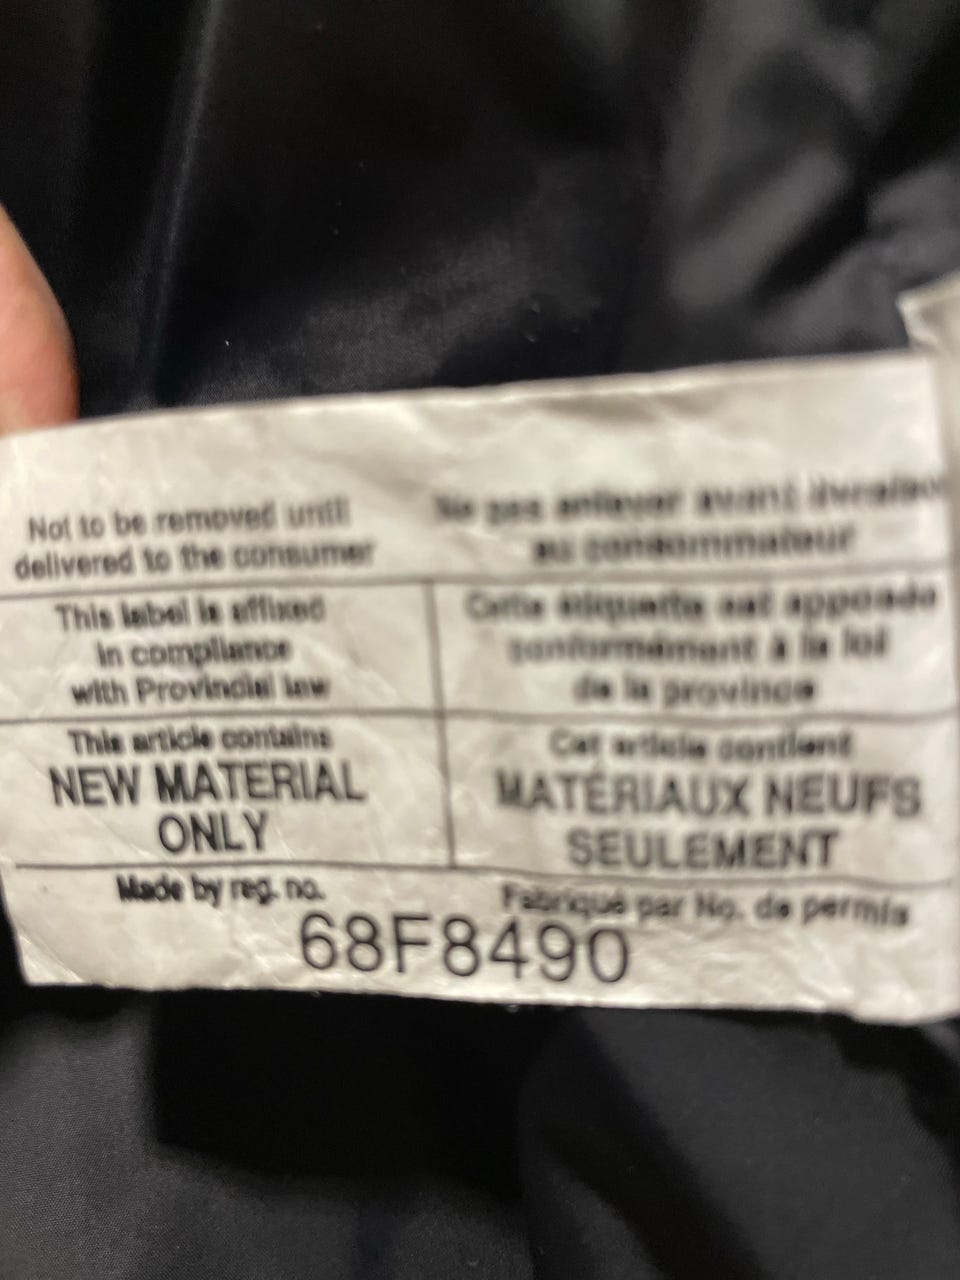 Not to be removed until
delivered to the consumer
Ne pas enlever avant livraison
au consommateur
This label is affixed
in compliance
with Provincial law
Cette étiquette est apposée
conformément à la loi
de la province
This article contains
NEW MATERIAL
ONLY
Cet article contient
MATÉRIAUX NEUFS
SEULEMENT
Made by reg. no.
Fabriqué par No. de permis
68F8490